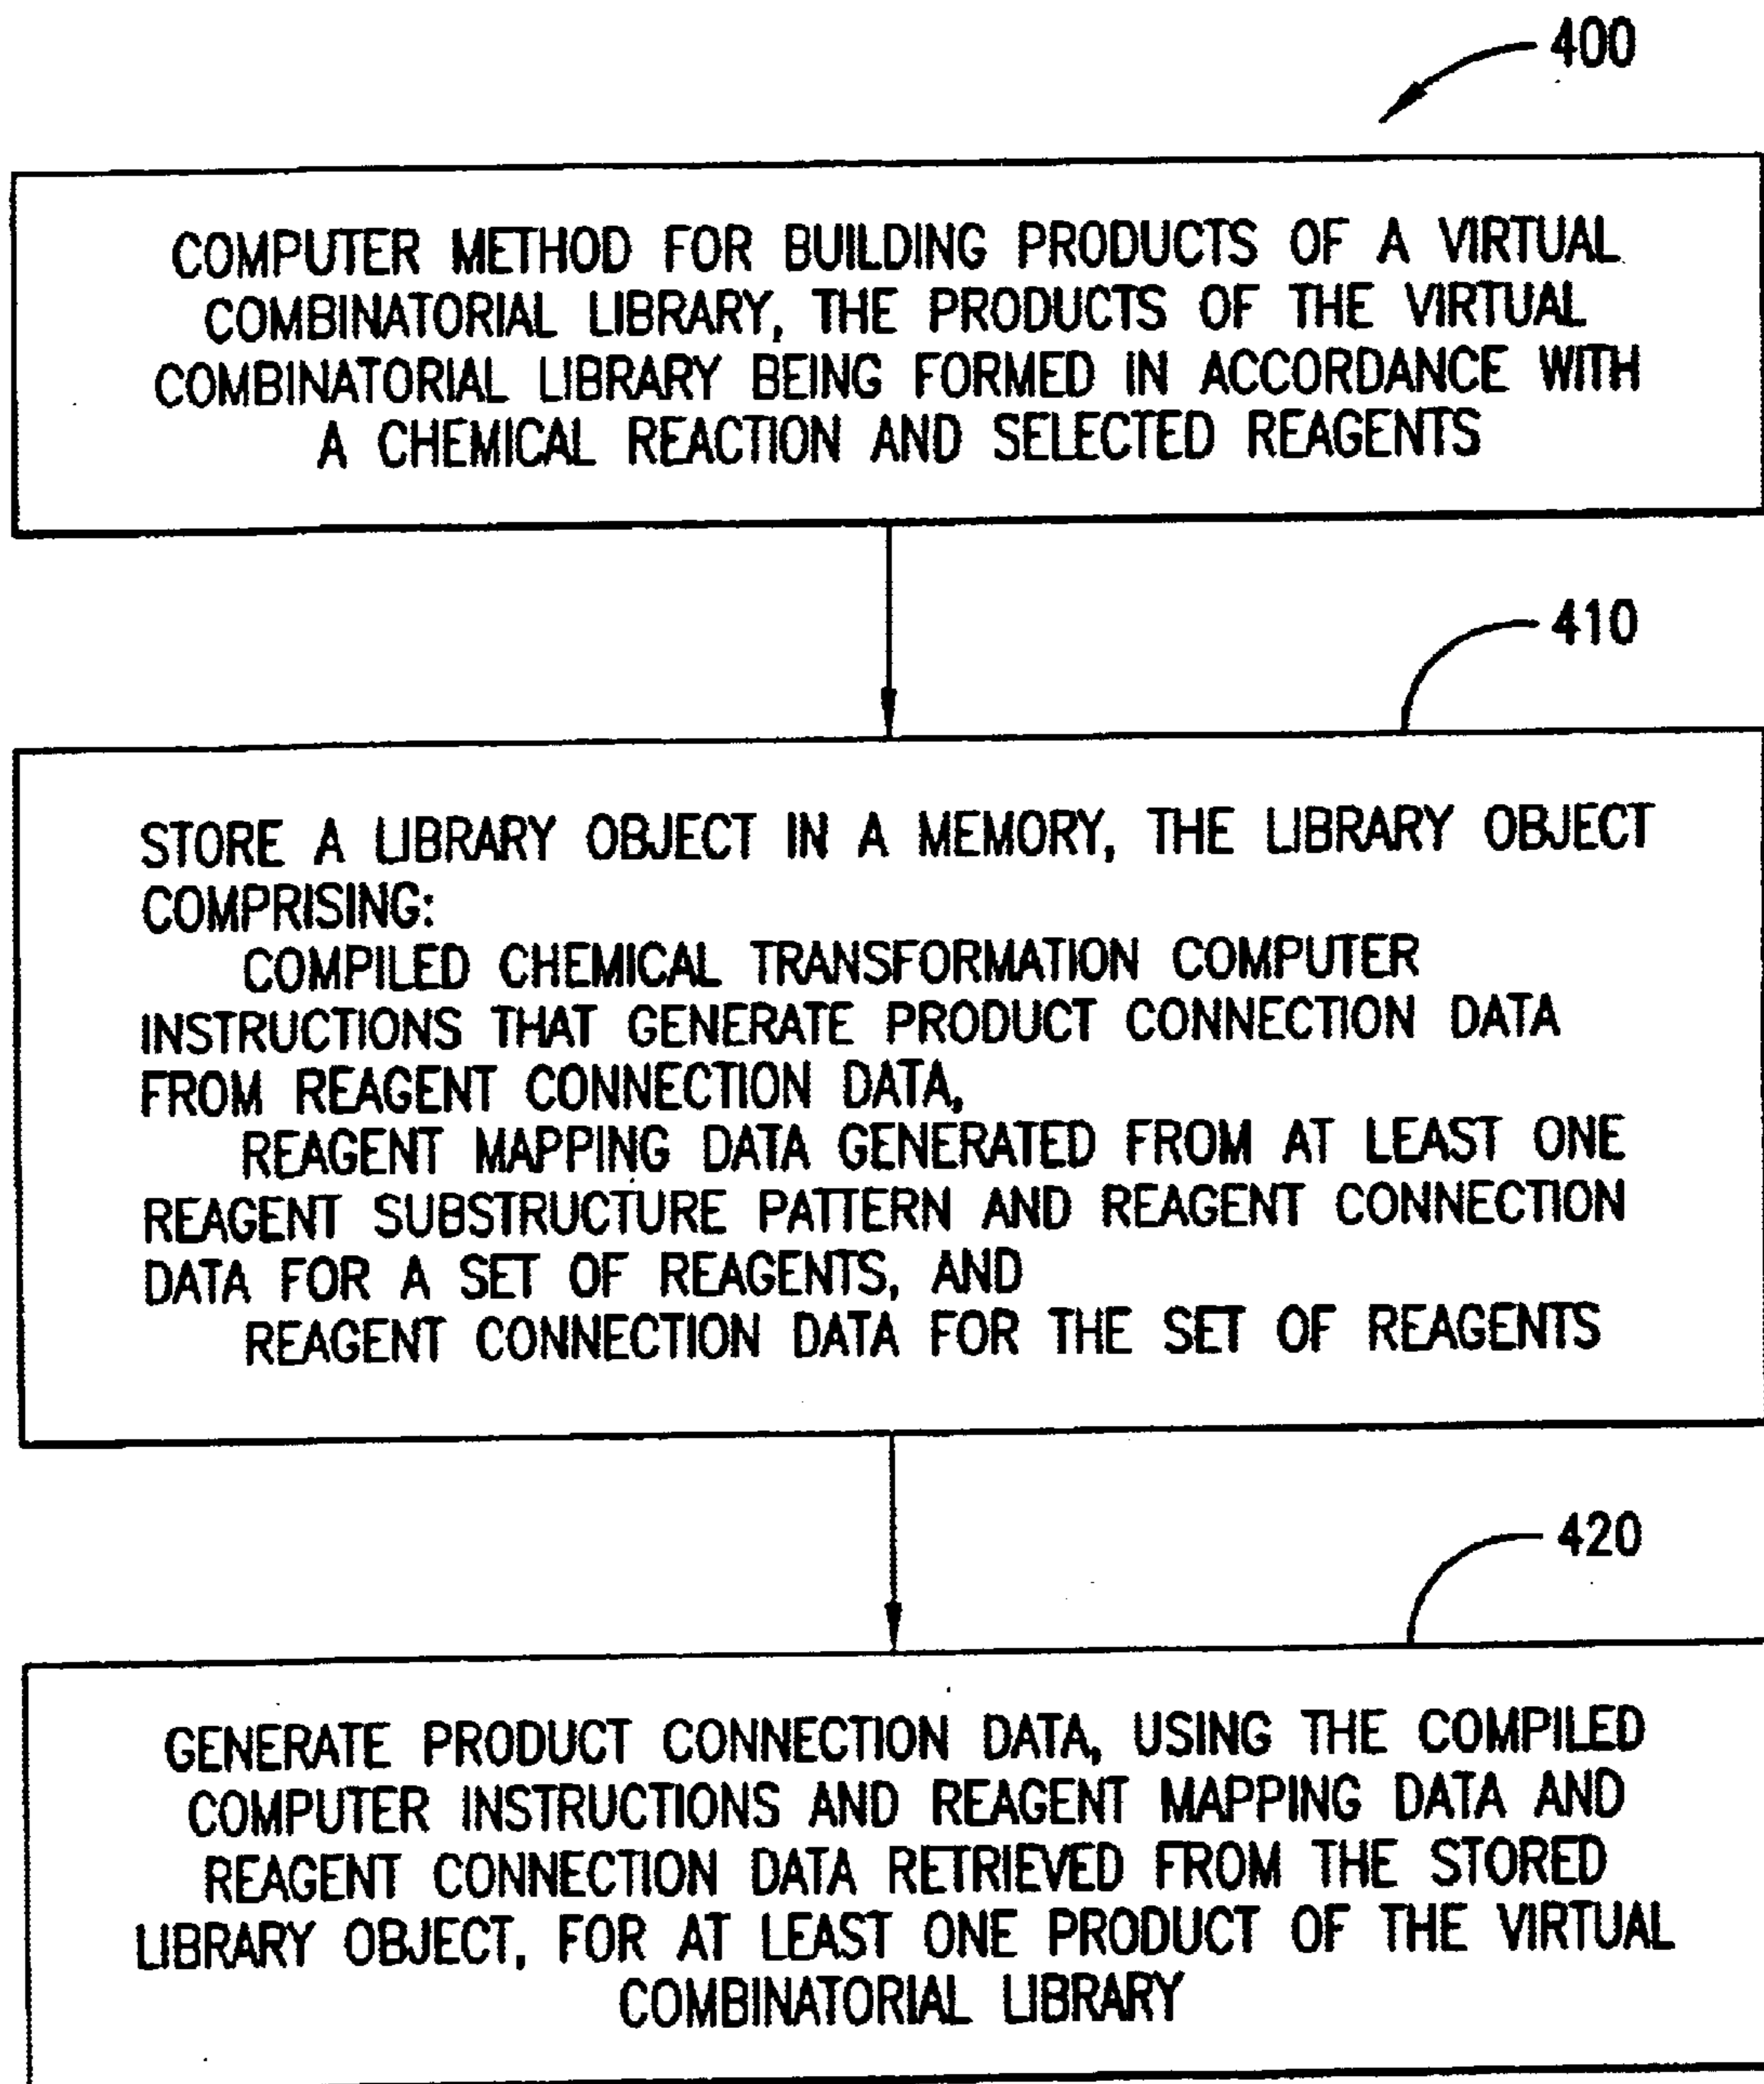 400
COMPUTER METHOD FOR BUILDING PRODUCTS OF A VIRTUAL
COMBINATORIAL LIBRARY, THE PRODUCTS OF THE VIRTUAL
COMBINATORIAL LIBRARY BEING FORMED IN ACCORDANCE WITH
A CHEMICAL REACTION AND SELECTED REAGENTS
410
STORE A LIBRARY OBJECT IN A MEMORY, THE LIBRARY OBJECT
COMPRISING:
COMPILED CHEMICAL TRANSFORMATION COMPUTER
INSTRUCTIONS THAT GENERATE PRODUCT CONNECTION DATA
FROM REAGENT CONNECTION DATA,
REAGENT MAPPING DATA GENERATED FROM AT LEAST ONE
REAGENT SUBSTRUCTURE PATTERN AND REAGENT CONNECTION
DATA FOR A SET OF REAGENTS, AND
REAGENT CONNECTION DATA FOR THE SET OF REAGENTS
420
GENERATE PRODUCT CONNECTION DATA, USING THE COMPILED
COMPUTER INSTRUCTIONS AND REAGENT MAPPING DATA AND
REAGENT CONNECTION DATA RETRIEVED FROM THE STORED
LIBRARY OBJECT, FOR AT LEAST ONE PRODUCT OF THE VIRTUAL
COMBINATORIAL LIBRARY